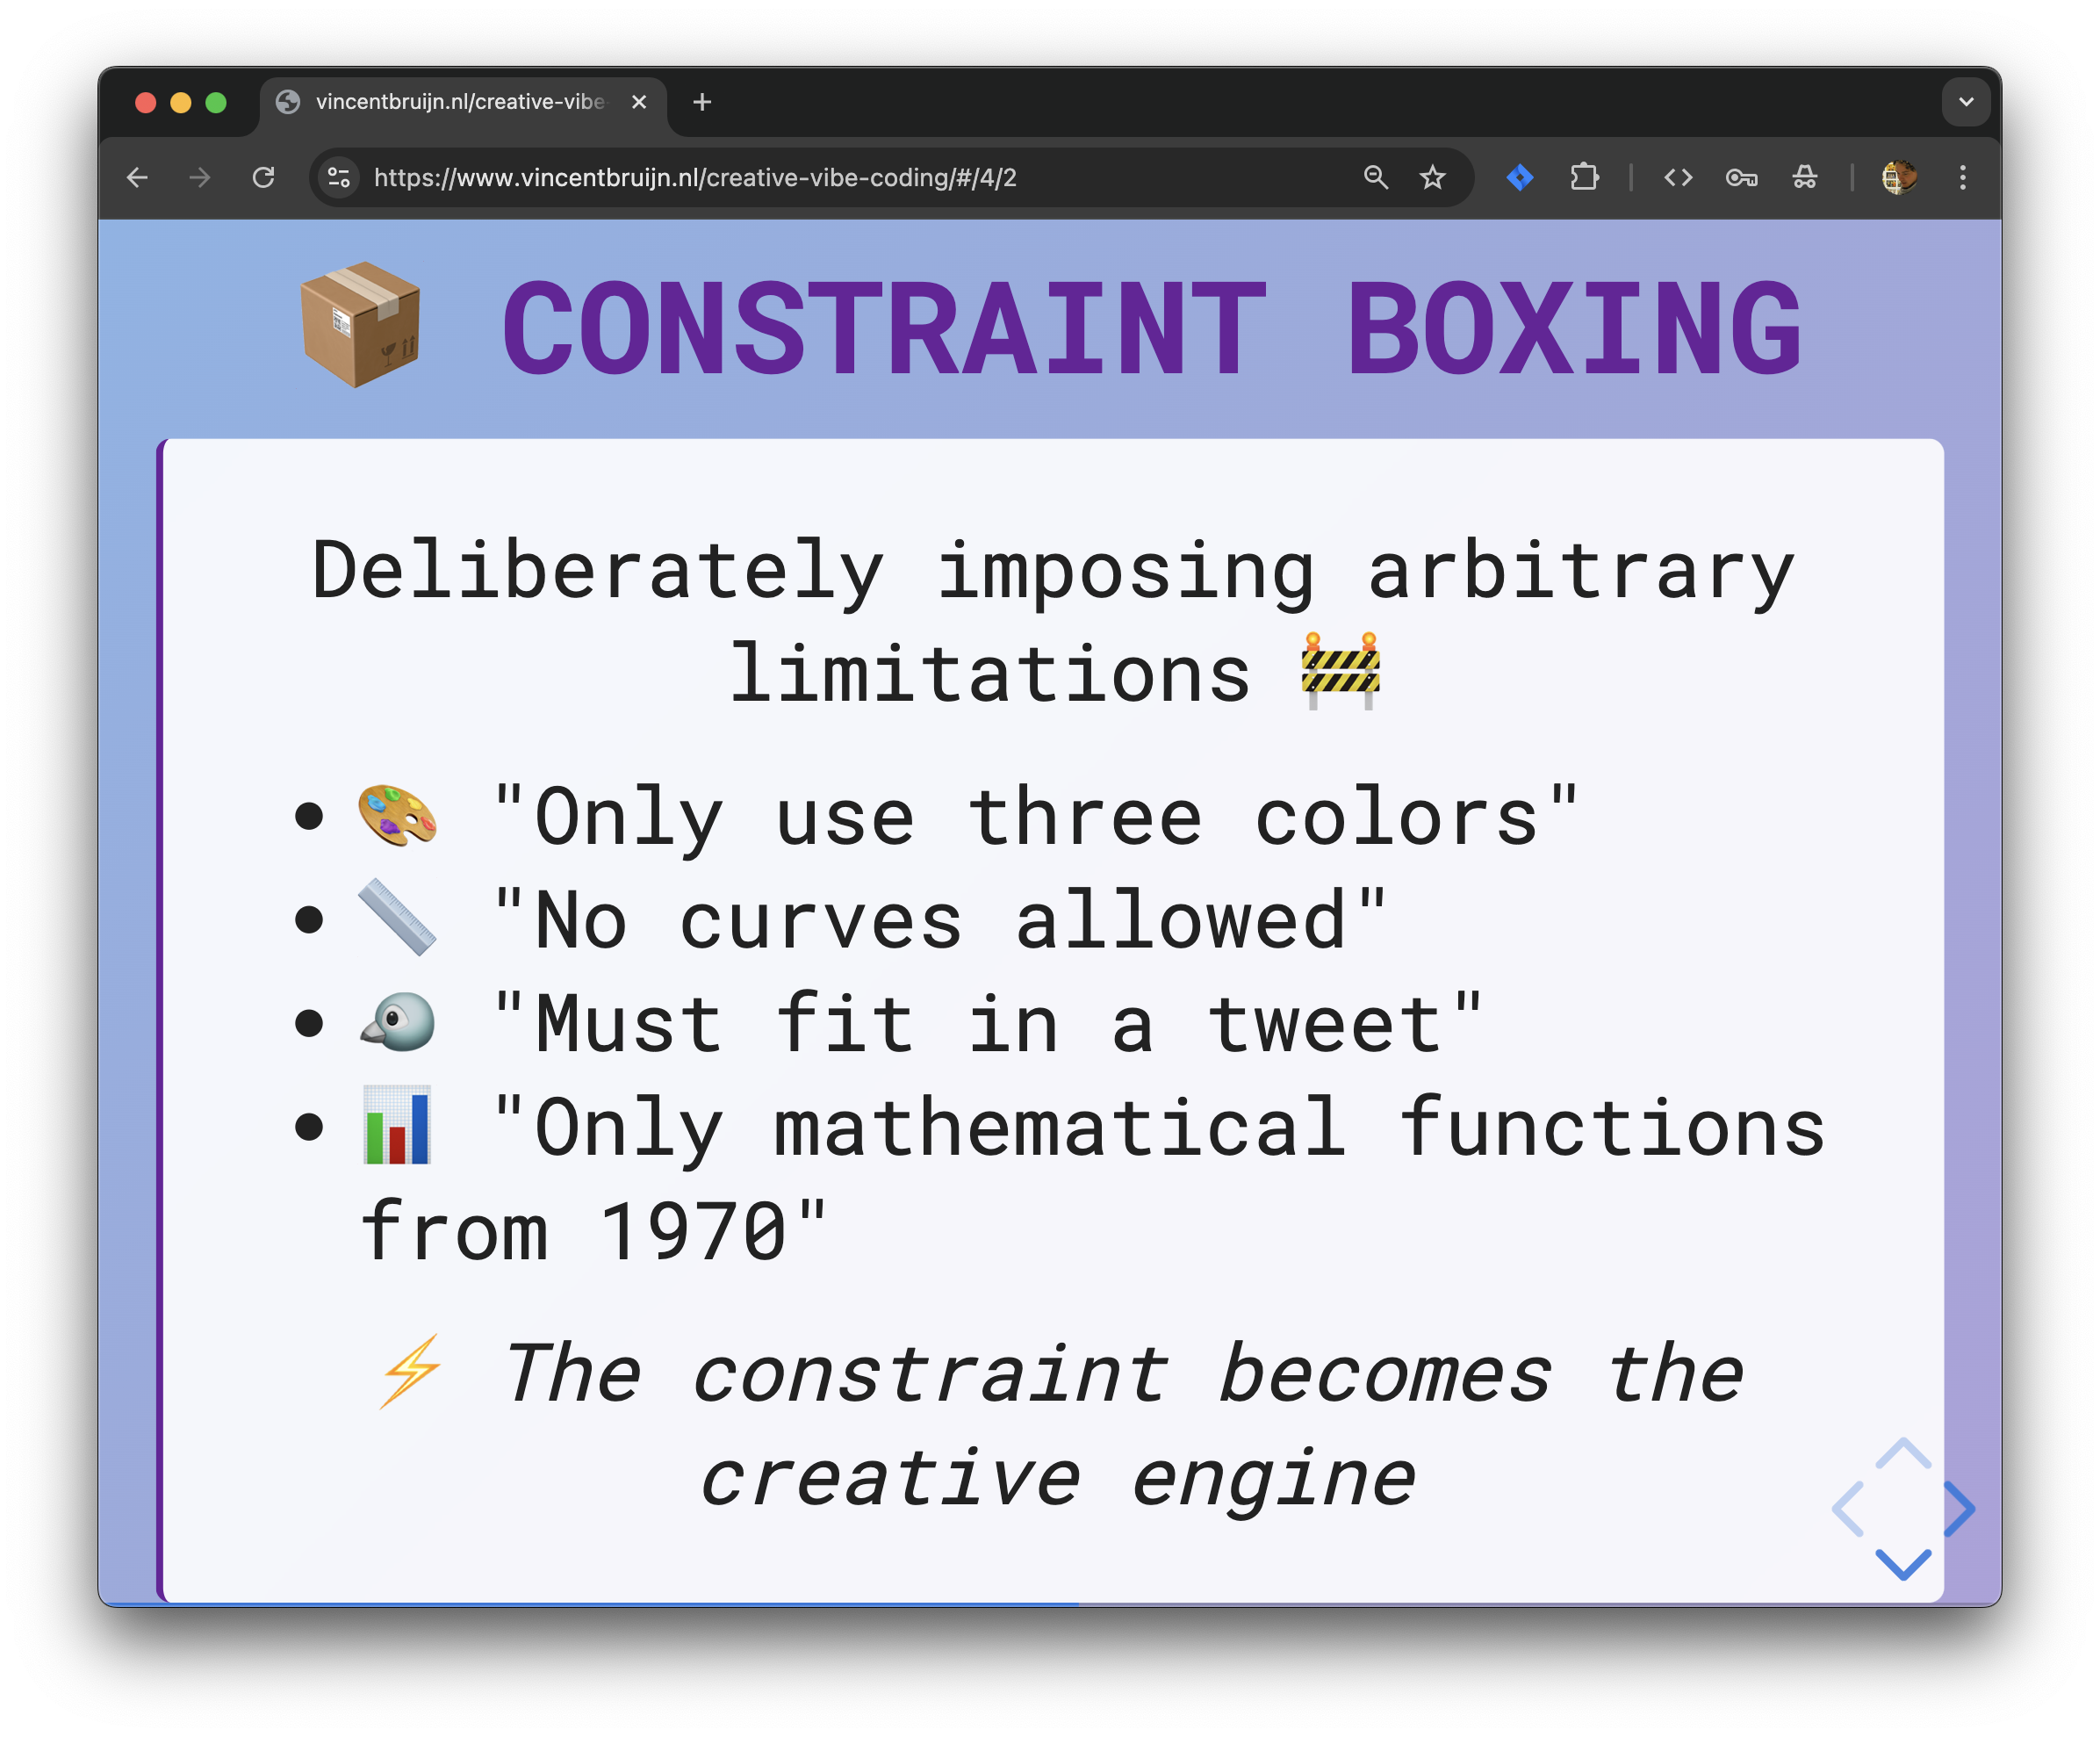 vincentbruijn.nl/creative-vibe-
https://www.vincentbruijn.nl/creative-vibe-coding/#/4/2
📦 CONSTRAINT BOXING
Deliberately imposing arbitrary
limitations 🚧
• 🎨 "Only use three colors"
• 📏 "No curves allowed"
• 🐦 "Must fit in a tweet"
• 📊 "Only mathematical functions
from 1970"
⚡ The constraint becomes the
creative engine